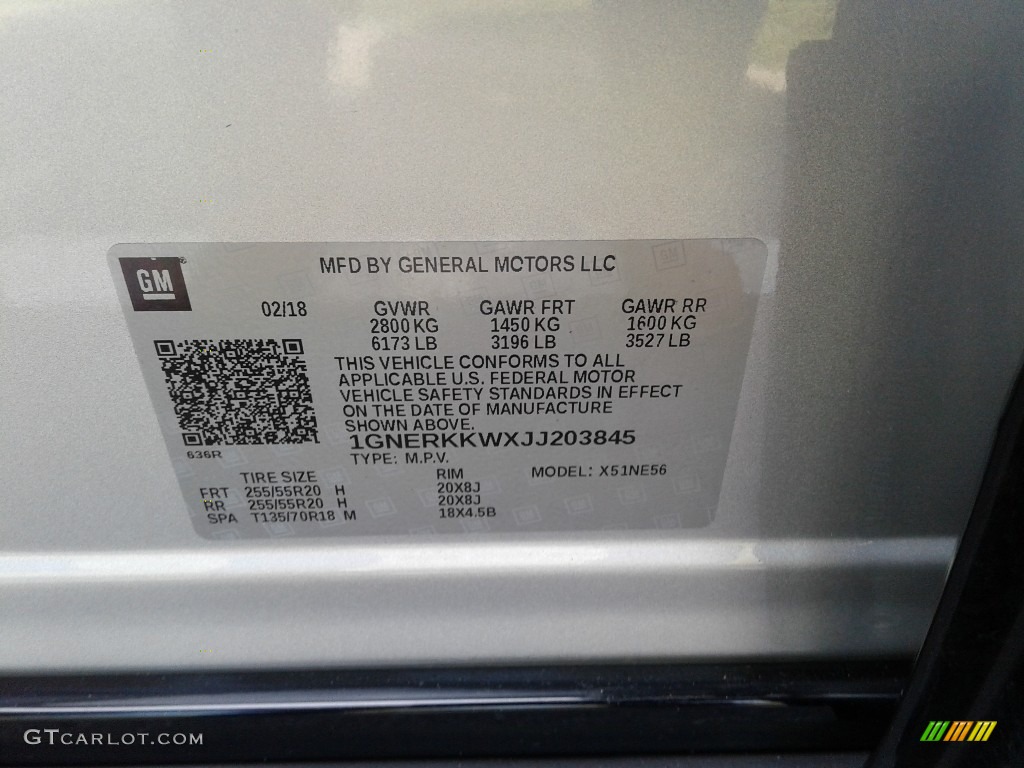 GM
MFD BY GENERAL MOTORS LLC
GM
02/18 GVWR GAWR FRT GAWR RR
2800 KG 1450 KG 1600 KG
6173 LB 3196 LB 3527 LB
THIS VEHICLE CONFORMS TO ALL
APPLICABLE U.S. FEDERAL MOTOR
VEHICLE SAFETY STANDARDS IN EFFECT
ON THE DATE OF MANUFACTURE
SHOWN ABOVE.
1GNERKKWXJJ203845
636R
TYPE: M.P.V.
TIRE SIZE RIM MODEL: X51NE56
FRT 255/55R20 H 20X8J
RR 255/55R20 H 20X8J
SPA T135/70R18 M 18X4.5B
GTCARLOT.COM